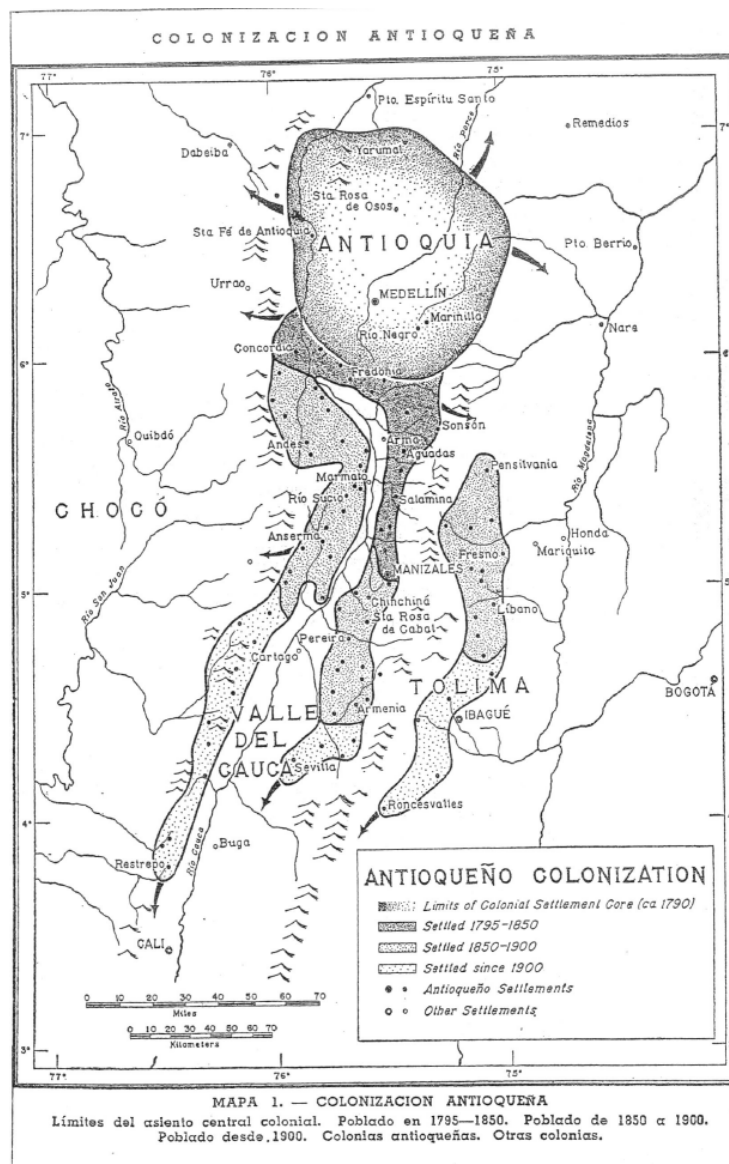 COLONIZACION ANTIOQUEÑA
77°
76°
75°
Pto. Espíritu Santo
Río Porce
Remedios
7°
7°
Dabeiba
Yarumal
Sta Rosa
de Osos
Sta Fé de Antioquia
ANTIOQUIA
Pto Berrío
Urrao
MEDELLÍN
Marinilla
Río Negro
Nare
6°
6°
Concordia
Fredonia
Río Atrato
Quibdó
Sonsón
Río Magdalena
Arma
Andes
Aguadas
Pensilvania
Marmato
CHOCÓ
Río Sucio
Salamina
Anserma
Honda
Fresno
Mariquita
MANIZALES
5°
5°
Río San Juan
Chinchiná
Líbano
Sta Rosa
de Cabal
Pereira
Cartago
TOLIMA
BOGOTÁ
VALLE
Armenia
IBAGUÉ
DEL
CAUCA
Sevilla
Roncesvalles
4°
4°
Buga
Restrepo
Río Cauca
CALI
ANTIOQUEÑO COLONIZATION
Limits of Colonial Settlement Core (ca 1790)
Settled 1795-1850
Settled 1850-1900
Settled since 1900
Antioqueño Settlements
Other Settlements
0 10 20 30 40 50 60 70
Miles
0 10 20 30 40 50 60 70
Kilometers
3°
3°
77°
76°
75°
MAPA 1. — COLONIZACION ANTIOQUEÑA
Límites del asiento central colonial. Poblado en 1795—1850. Poblado de 1850 a 1900.
Poblado desde.1900. Colonias antioqueñas. Otras colonias.